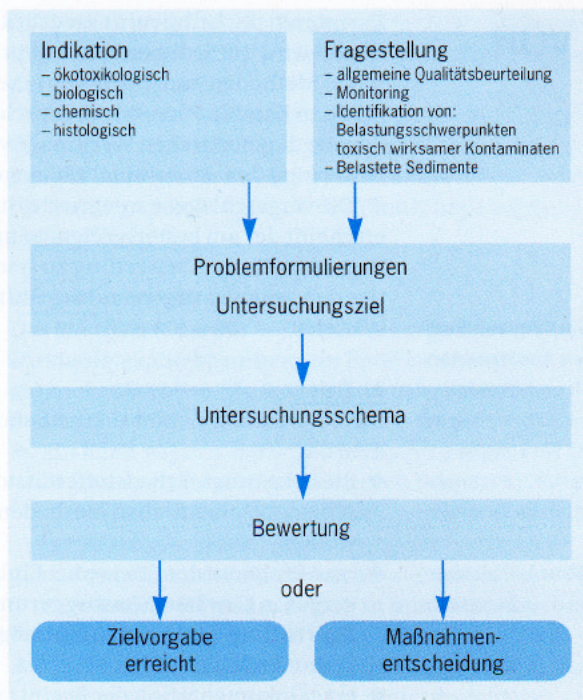 Indikation
– ökotoxikologisch
– biologisch
– chemisch
– histologisch
Fragestellung
– allgemeine Qualitätsbeurteilung
– Monitoring
– Identifikation von:
Belastungsschwerpunkten
toxisch wirksamer Kontaminaten
– Belastete Sedimente
Problemformulierungen
Untersuchungsziel
Untersuchungsschema
Bewertung
oder
Zielvorgabe
erreicht
Maßnahmen-
entscheidung